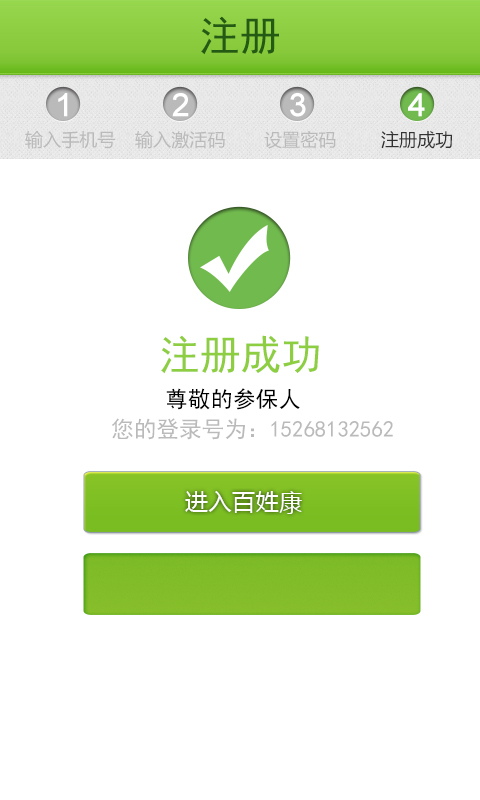 注册
1 2 3 4
输入手机号 输入激活码 设置密码 注册成功
注册成功
尊敬的参保人
您的登录号为：15268132562
进入百姓康